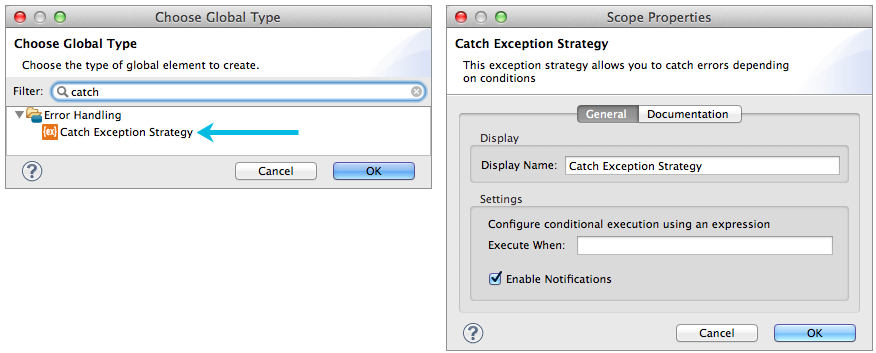 Choose Global Type
Choose Global Type
Choose the type of global element to create.
Filter: catch
Error Handling
{ex} Catch Exception Strategy
? Cancel OK
Scope Properties
Catch Exception Strategy
This exception strategy allows you to catch errors depending
on conditions
General Documentation
Display
Display Name: Catch Exception Strategy
Settings
Configure conditional execution using an expression
Execute When:
Enable Notifications
? Cancel OK